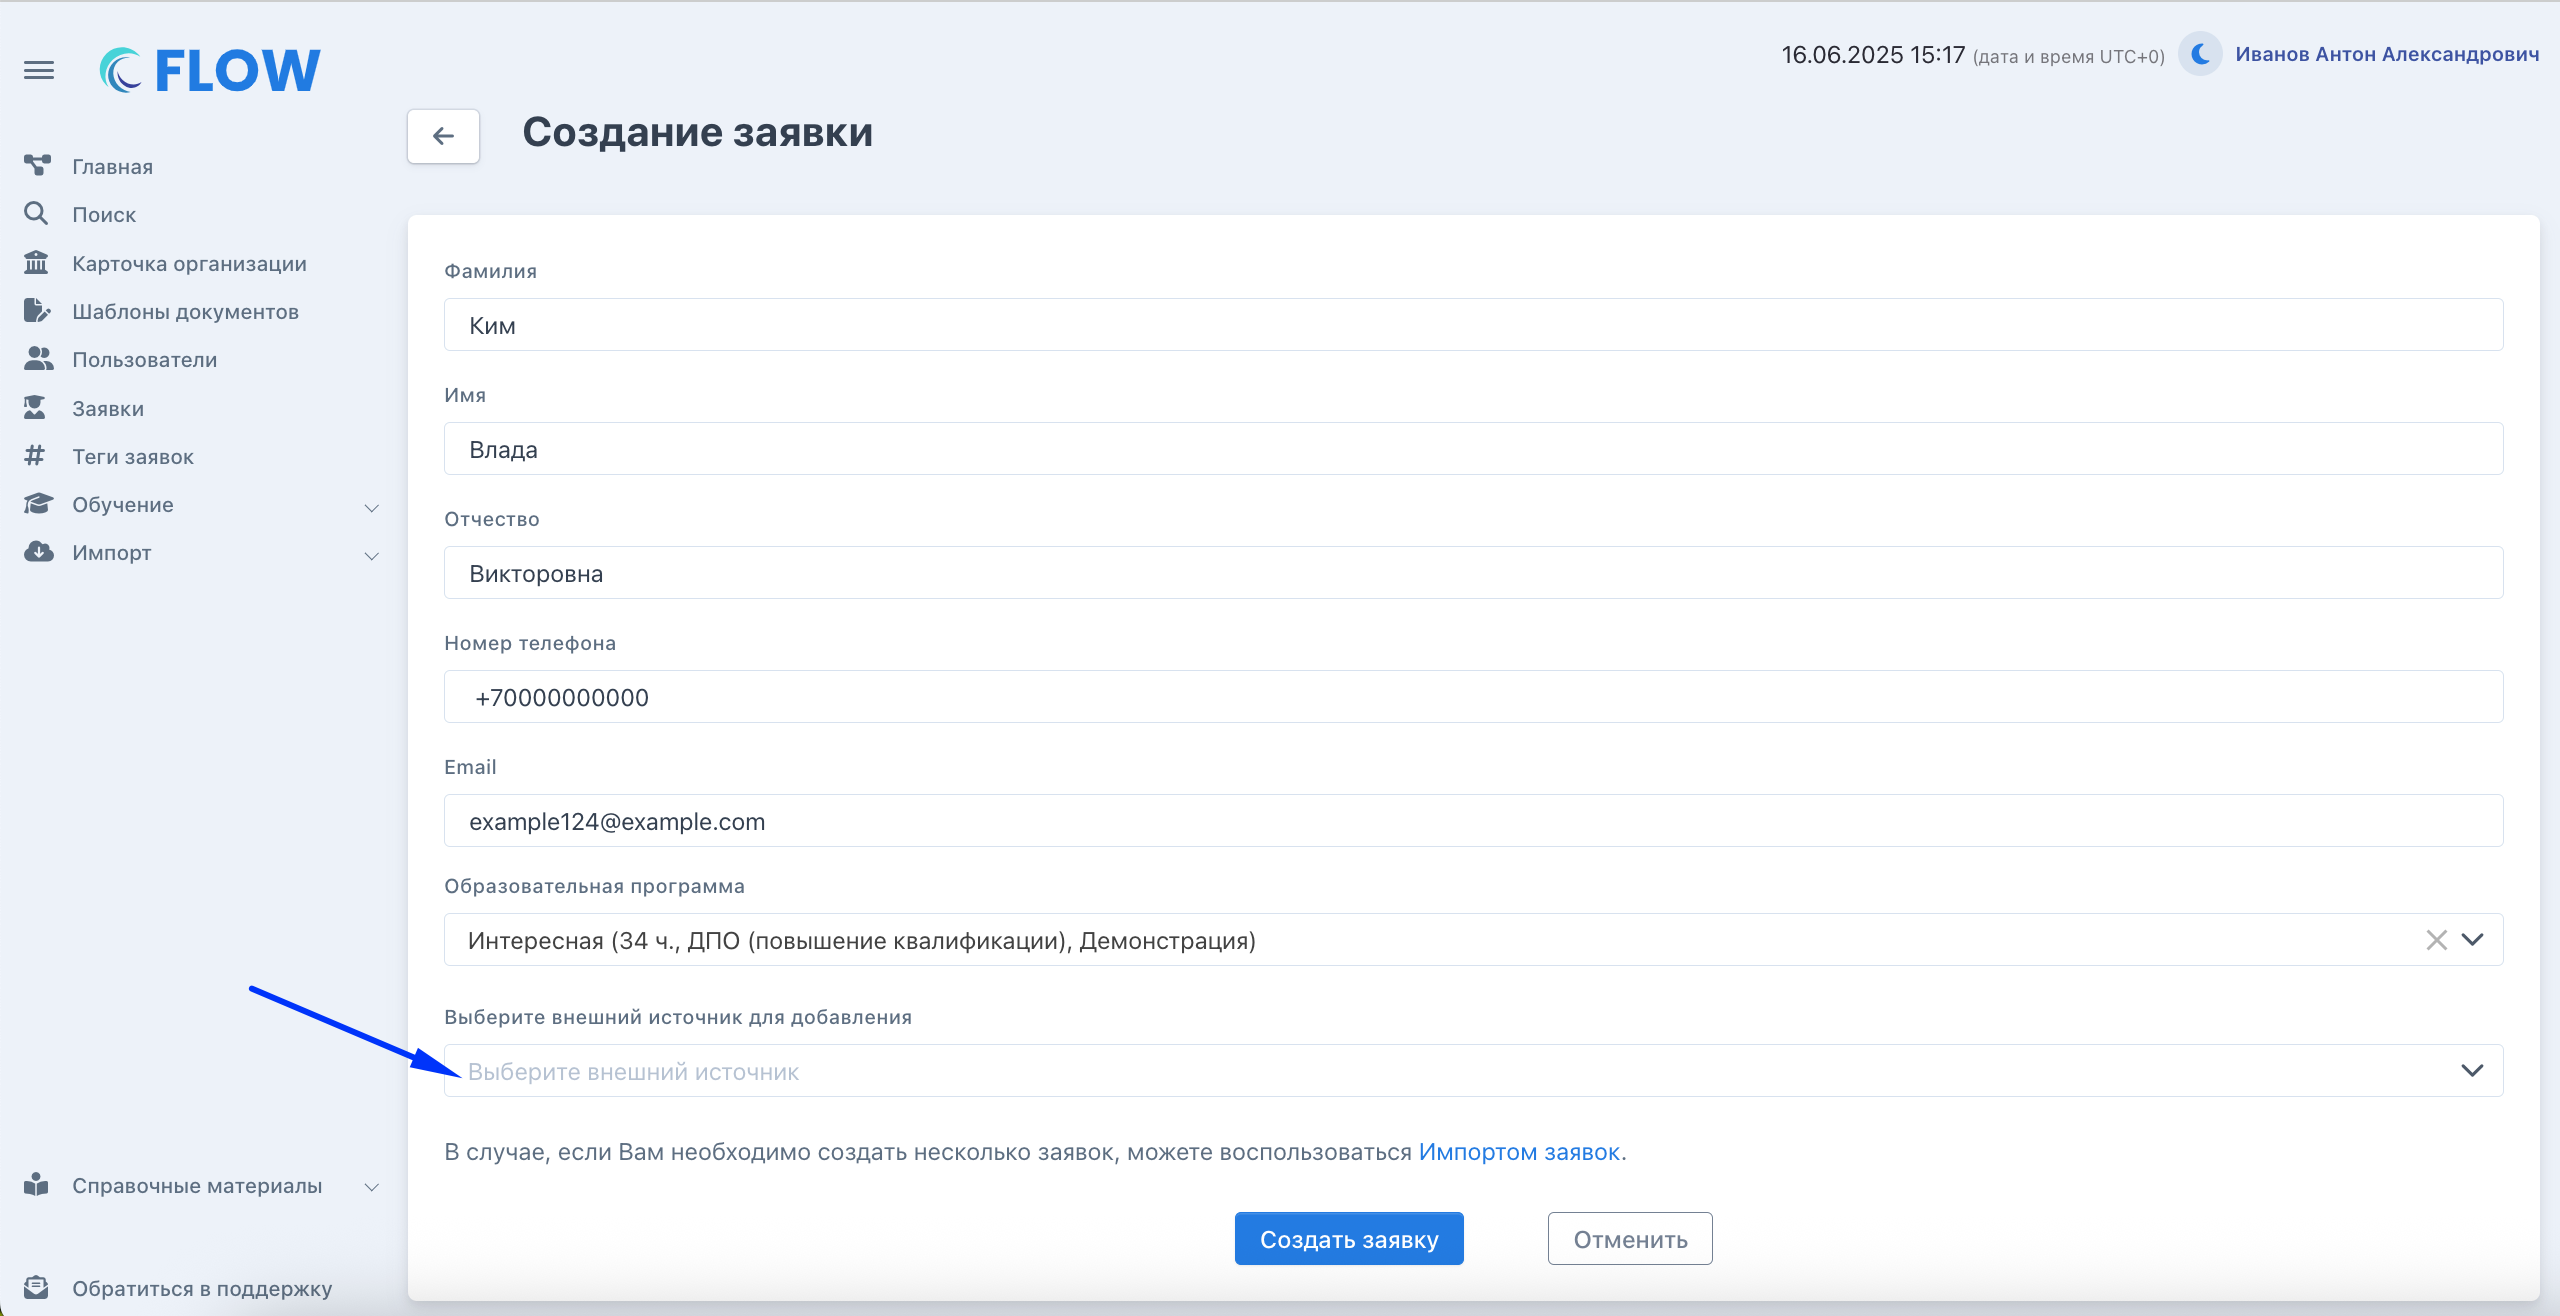 FLOW
16.06.2025 15:17 (дата и время UTC+0)
Иванов Антон Александрович
Создание заявки
Главная
Поиск
Карточка организации
Шаблоны документов
Пользователи
Заявки
Теги заявок
Обучение
Импорт
Справочные материалы
Обратиться в поддержку
Фамилия
Ким
Имя
Влада
Отчество
Викторовна
Номер телефона
+70000000000
Email
example124@example.com
Образовательная программа
Интересная (34 ч., ДПО (повышение квалификации), Демонстрация)
Выберите внешний источник для добавления
Выберите внешний источник
В случае, если Вам необходимо создать несколько заявок, можете воспользоваться Импортом заявок.
Создать заявку
Отменить